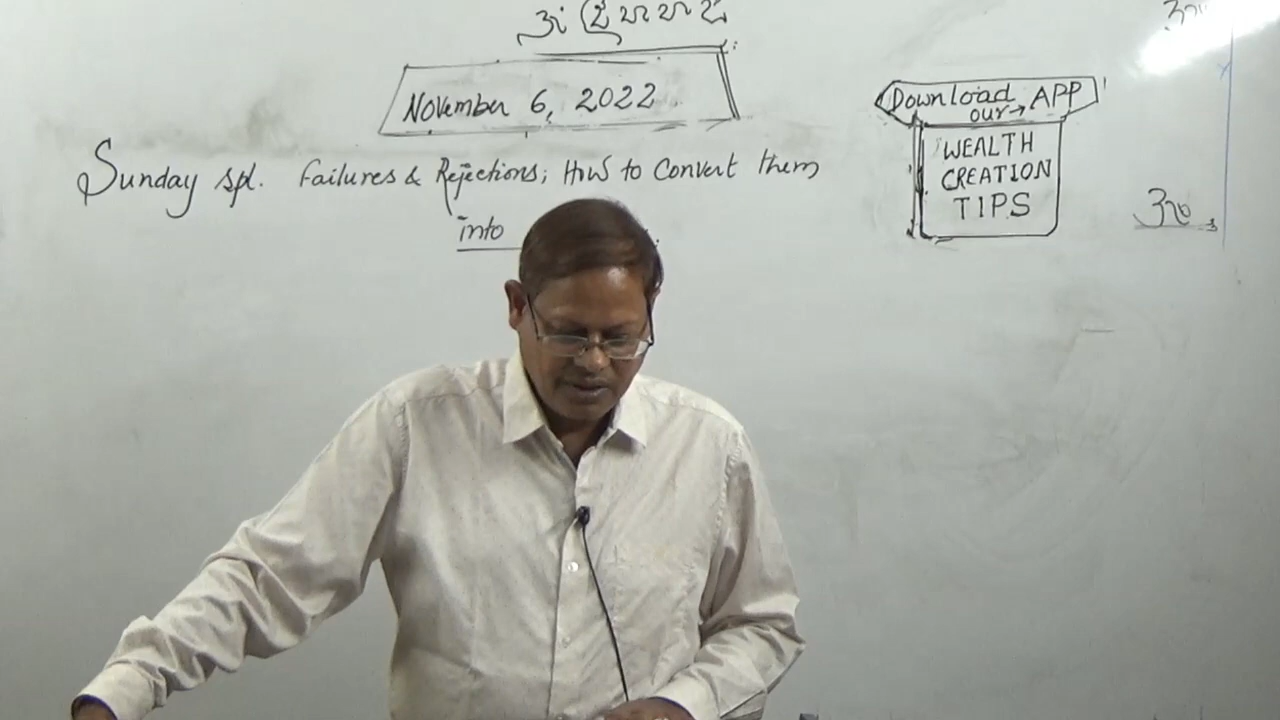 November 6, 2022
Sunday spl. Failures & Rejections; How to Convert them
into
Download
our → APP
WEALTH
CREATION
TIPS